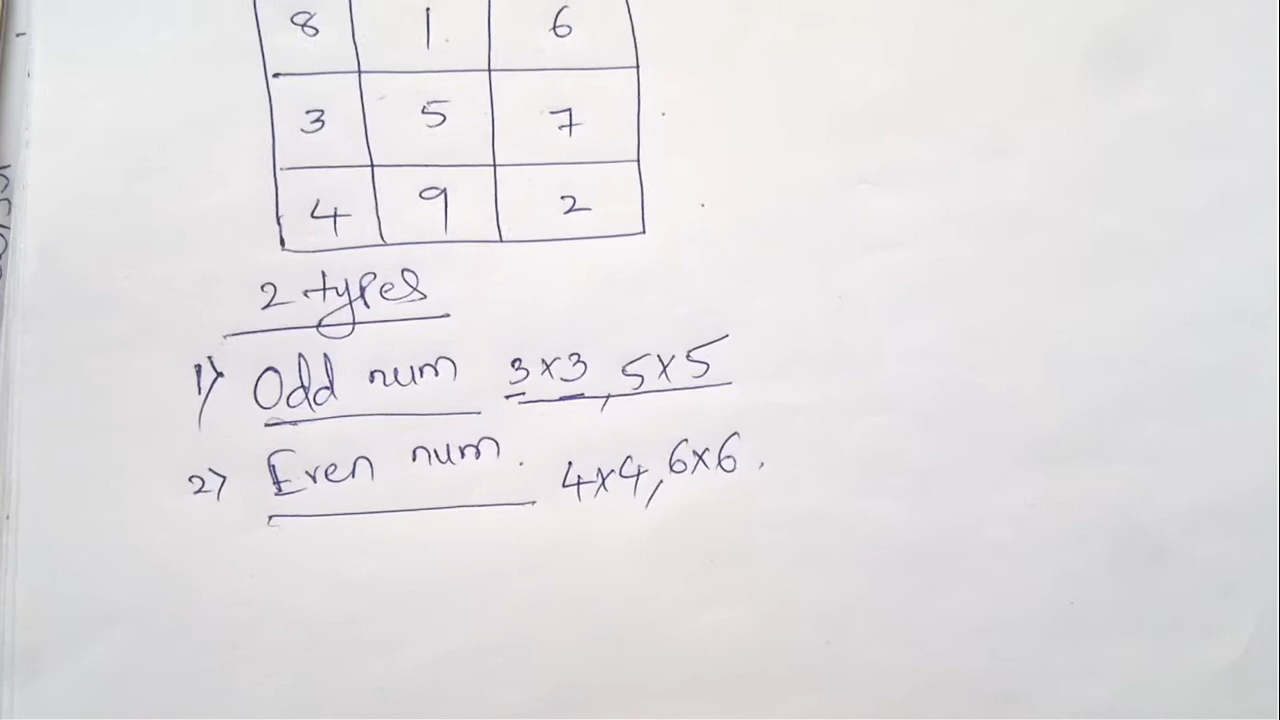 8 1 6
3 5 7
4 9 2
2 types
1) Odd num 3x3, 5x5
2) Even num. 4x4, 6x6.